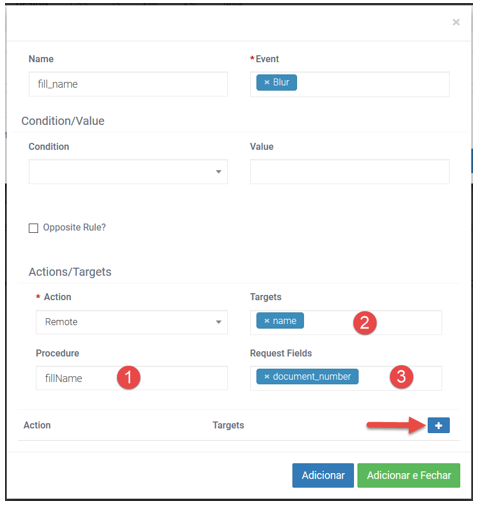 ×
Name
* Event
fill_name
× Blur
Condition/Value
Condition
Value
Opposite Rule?
Actions/Targets
* Action
Targets
Remote
× name
2
Procedure
Request Fields
fillName
1
× document_number
3
Action
Targets
+
Adicionar
Adicionar e Fechar